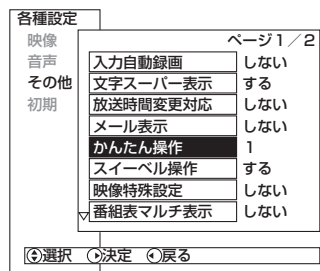 各種設定
映像
音声
その他
初期
ページ1／2
入力自動録画 しない
文字スーパー表示 する
放送時間変更対応 しない
メール表示 しない
かんたん操作 1
スイーベル操作 する
映像特殊設定 しない
番組表マルチ表示 しない
選択 決定 戻る